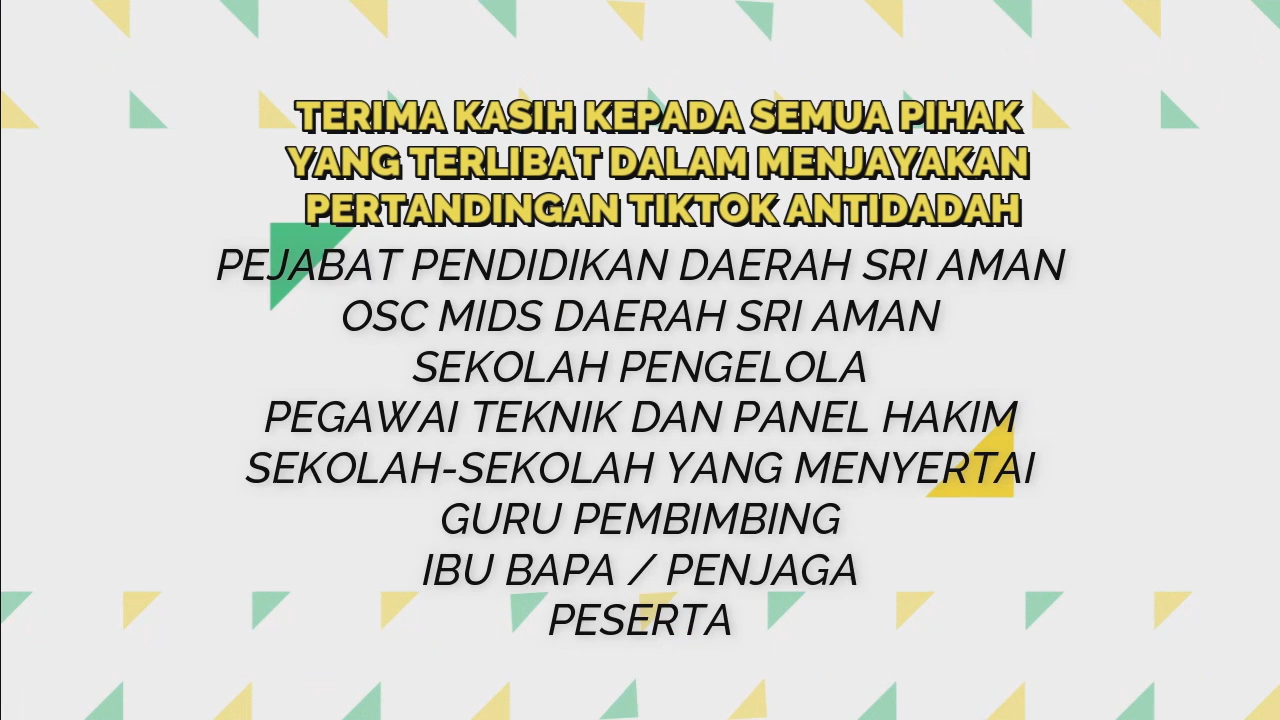 TERIMA KASIH KEPADA SEMUA PIHAK
YANG TERLIBAT DALAM MENJAYAKAN
PERTANDINGAN TIKTOK ANTIDADAH
PEJABAT PENDIDIKAN DAERAH SRI AMAN
OSC MIDS DAERAH SRI AMAN
SEKOLAH PENGELOLA
PEGAWAI TEKNIK DAN PANEL HAKIM
SEKOLAH-SEKOLAH YANG MENYERTAI
GURU PEMBIMBING
IBU BAPA / PENJAGA
PESERTA